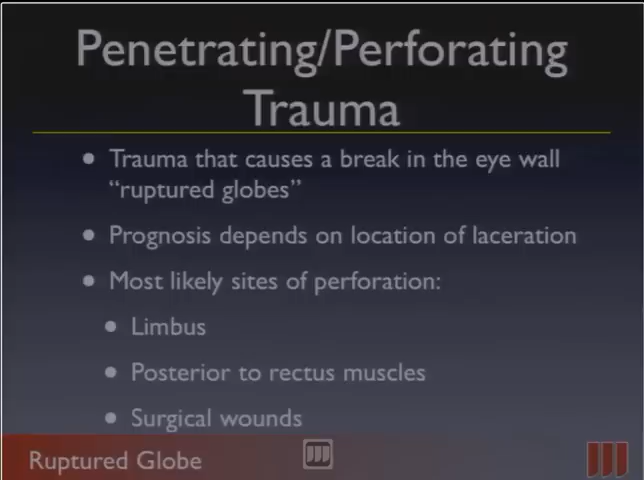 Penetrating/Perforating
Trauma
• Trauma that causes a break in the eye wall
“ruptured globes”
• Prognosis depends on location of laceration
• Most likely sites of perforation:
• Limbus
• Posterior to rectus muscles
• Surgical wounds
Ruptured Globe